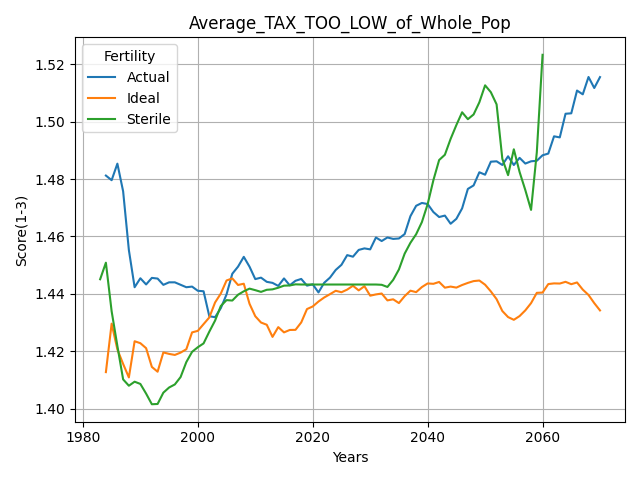 Average_TAX_TOO_LOW_of_Whole_Pop
Fertility
Actual
Ideal
Sterile
Score(1-3)
1.52
1.50
1.48
1.46
1.44
1.42
1.40
1980
2000
2020
2040
2060
Years